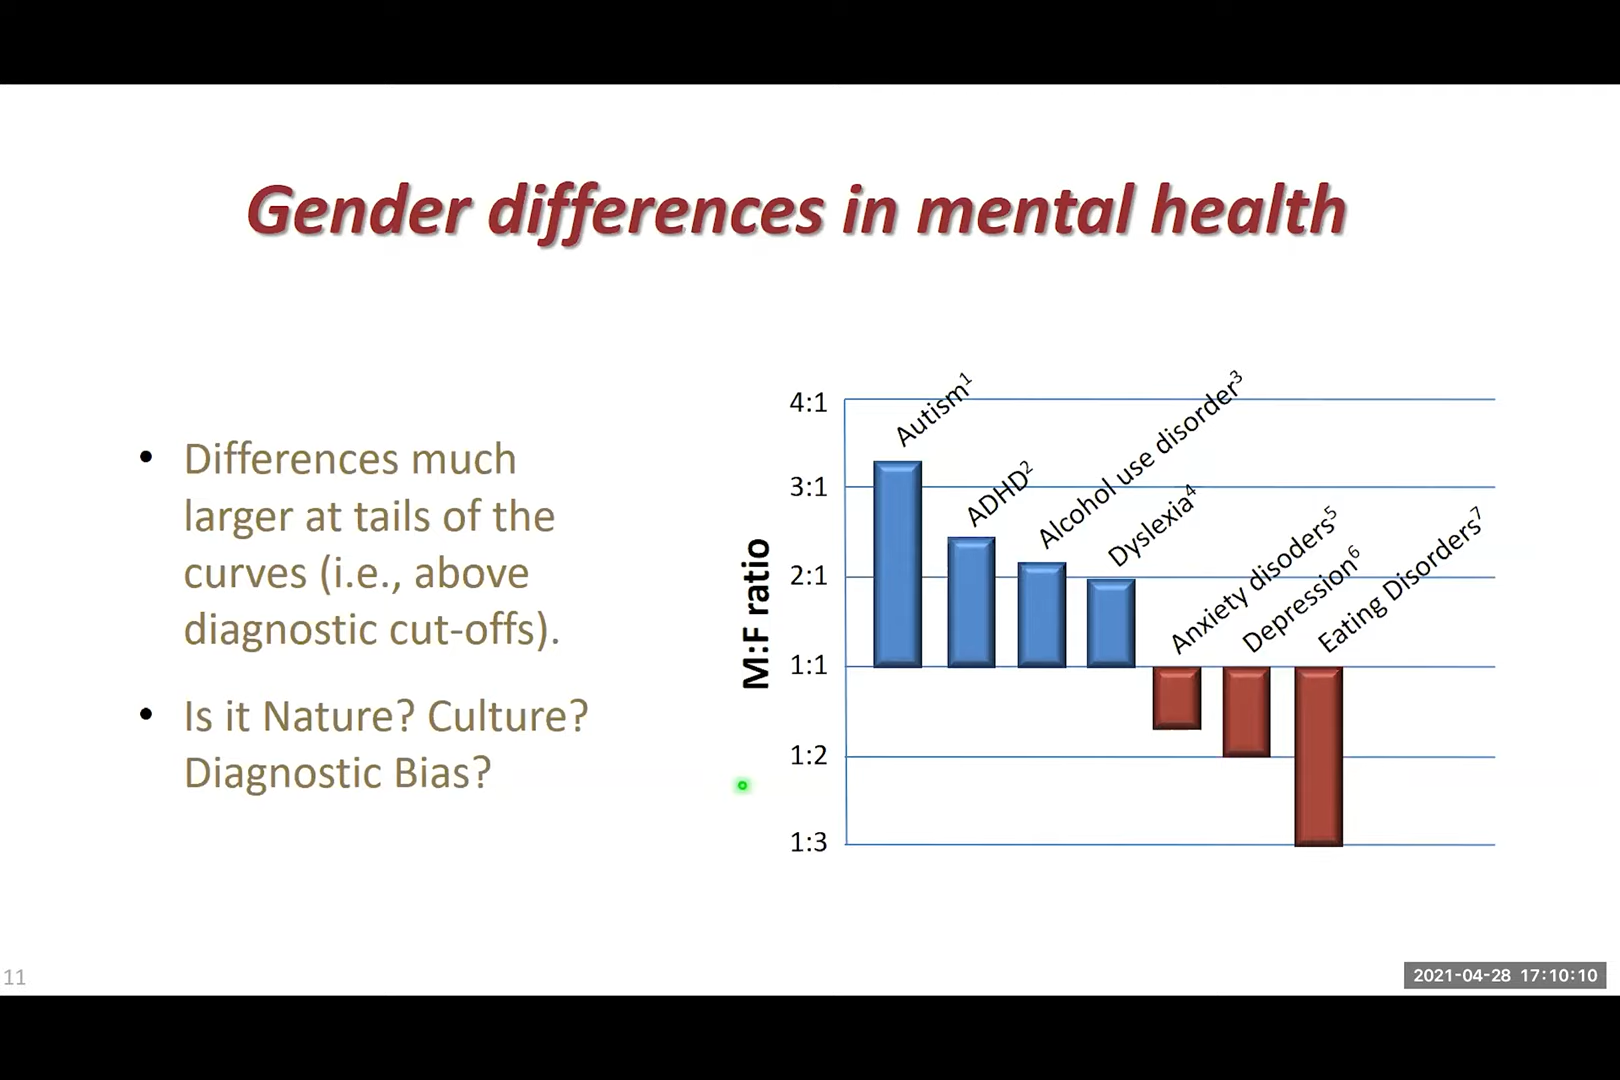 Gender differences in mental health
• Differences much
larger at tails of the
curves (i.e., above
diagnostic cut-offs).
• Is it Nature? Culture?
Diagnostic Bias?
M:F ratio
4:1
3:1
2:1
1:1
1:2
1:3
Autism¹
ADHD²
Alcohol use disorder³
Dyslexia⁴
Anxiety disoders⁵
Depression⁶
Eating Disorders⁷
11
2021-04-28 17:10:10